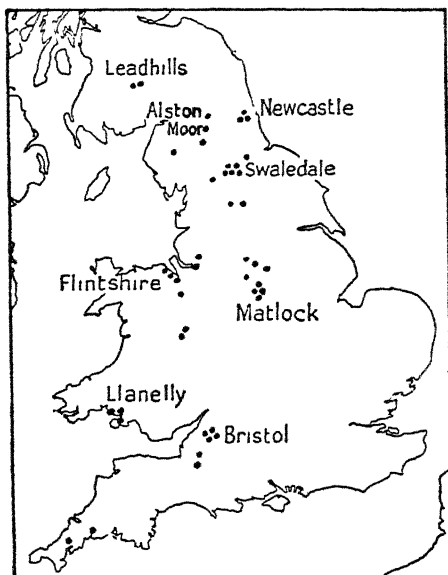 Leadhills
Alston
Moor
Newcastle
Swaledale
Flintshire
Matlock
Llanelly
Bristol